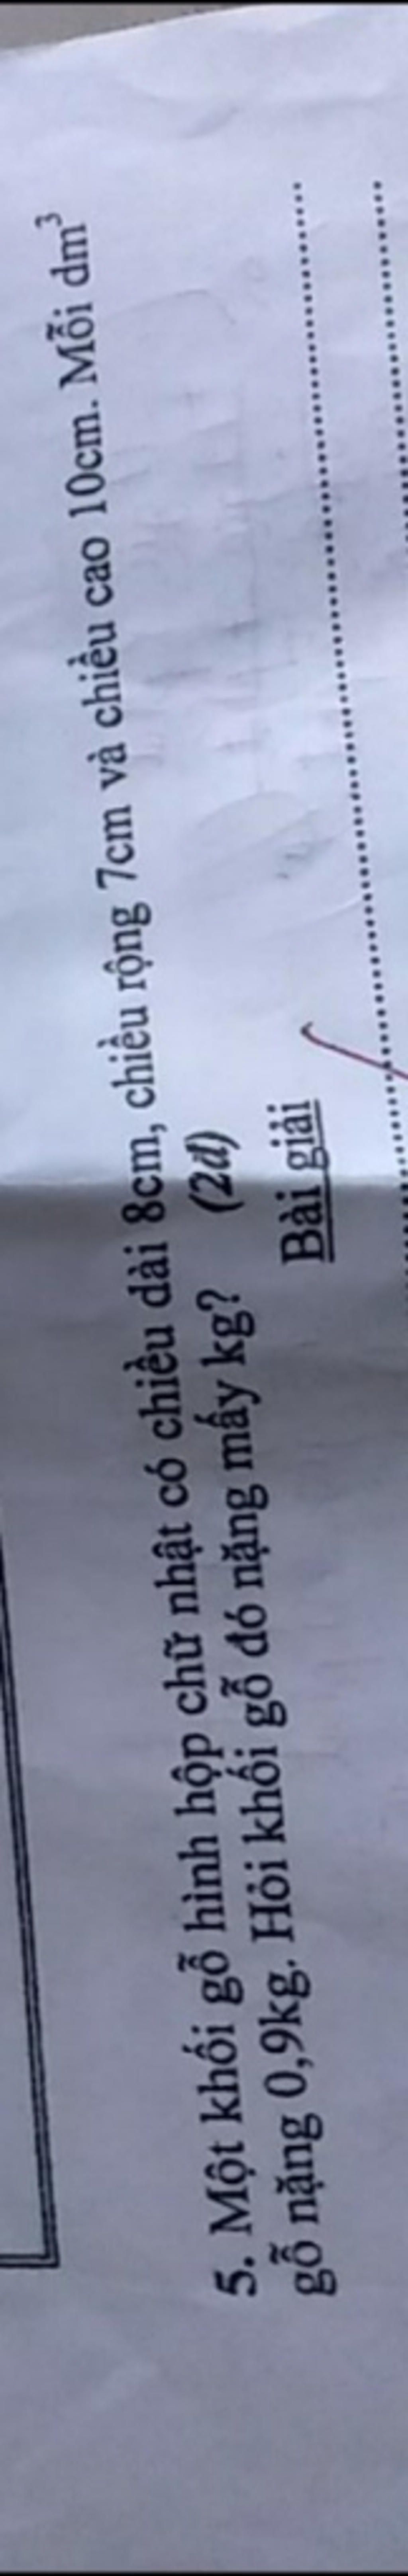 5. Một khối gỗ hình hộp chữ nhật có chiều dài 8cm, chiều rộng 7cm và chiều cao 10cm. Mỗi dm³
gỗ nặng 0,9kg. Hỏi khối gỗ đó nặng mấy kg? (2đ)
Bài giải